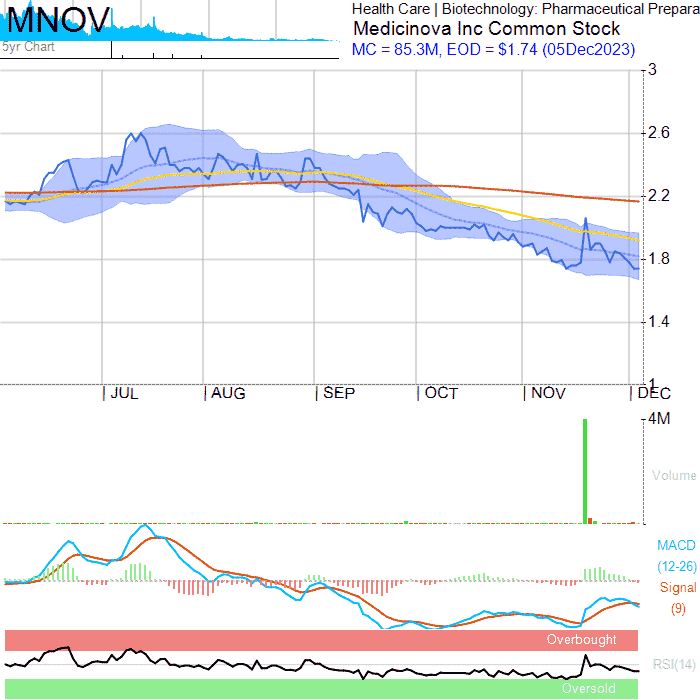 MNOV
5yr Chart
Health Care | Biotechnology: Pharmaceutical Prepara
Medicinova Inc Common Stock
MC = 85.3M, EOD = $1.74 (05Dec2023)
3
2.6
2.2
1.8
1.4
1
JUL AUG SEP OCT NOV DEC
4M
Volume
MACD
(12-26)
Signal
(9)
Overbought
RSI(14)
Oversold